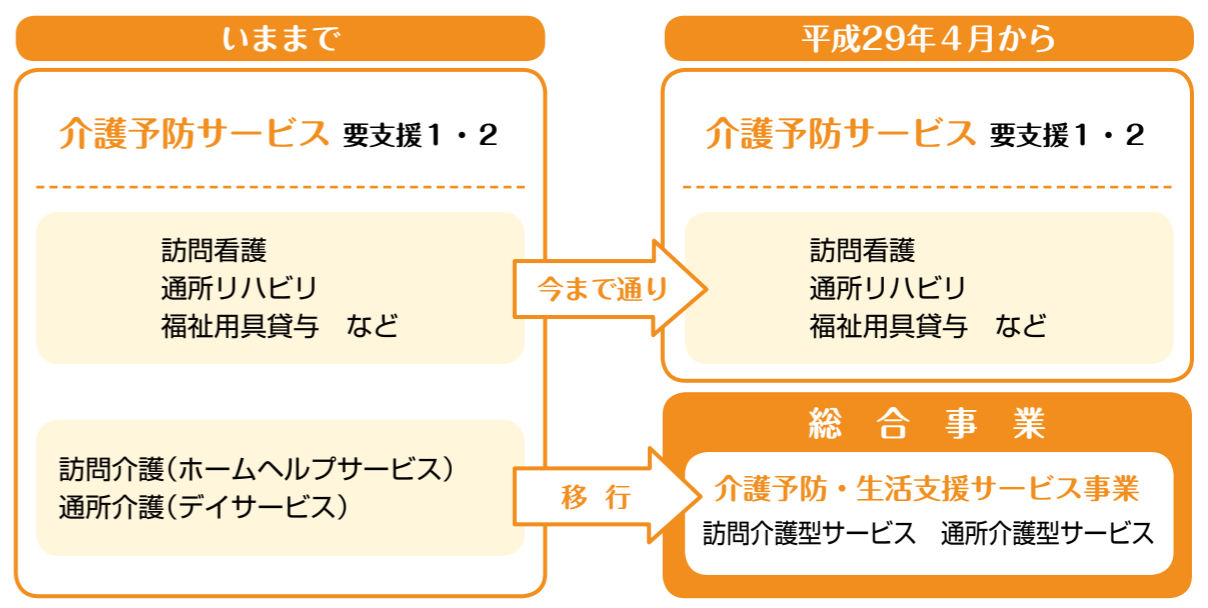 いままで
介護予防サービス 要支援1・2
訪問看護
通所リハビリ
福祉用具貸与　など
訪問介護（ホームヘルプサービス）
通所介護（デイサービス）
今まで通り
移 行
平成29年４月から
介護予防サービス 要支援1・2
訪問看護
通所リハビリ
福祉用具貸与　など
総 合 事 業
介護予防・生活支援サービス事業
訪問介護型サービス　通所介護型サービス